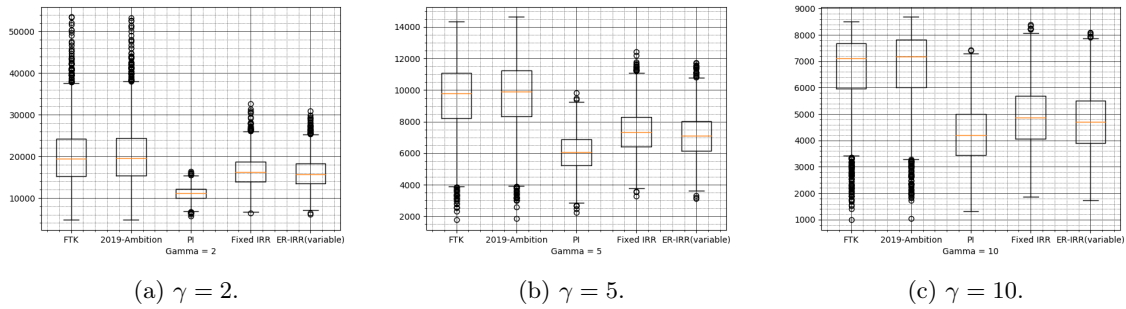 50000
40000
30000
20000
10000
FTK 2019-Ambition PI Fixed IRR ER-IRR(variable)
Gamma = 2
14000
12000
10000
8000
6000
4000
2000
FTK 2019-Ambition PI Fixed IRR ER-IRR(variable)
Gamma = 5
9000
8000
7000
6000
5000
4000
3000
2000
1000
FTK 2019-Ambition PI Fixed IRR ER-IRR(variable)
Gamma = 10
(a) γ = 2.
(b) γ = 5.
(c) γ = 10.